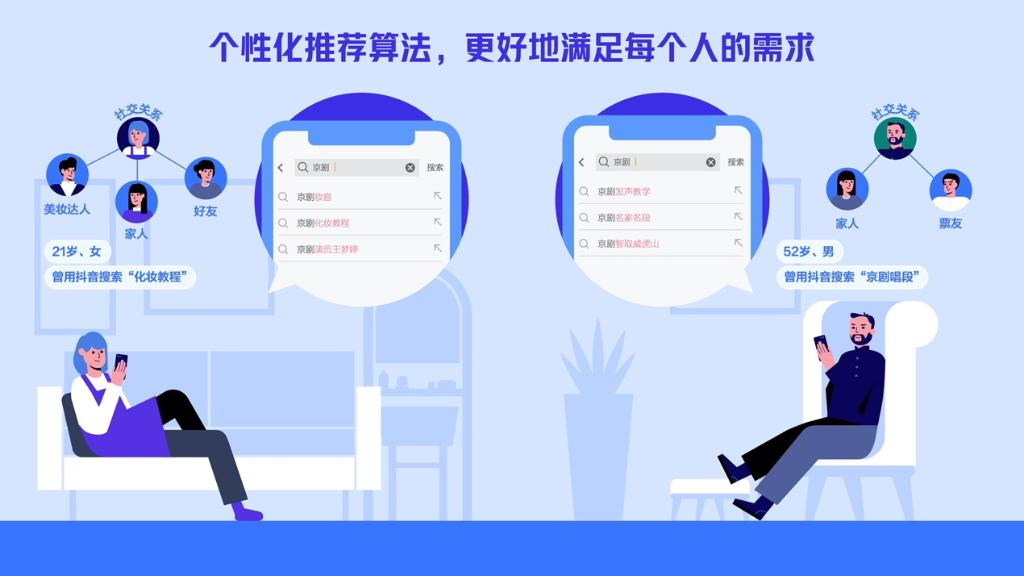 个性化推荐算法，更好地满足每个人的需求
社交关系
美妆达人
家人
好友
21岁、女
曾用抖音搜索“化妆教程”
京剧
搜索
京剧妆容
京剧化妆教程
京剧演员王梦婷
京剧
搜索
京剧发声教学
京剧名家名段
京剧智取威虎山
社交关系
家人
票友
52岁、男
曾用抖音搜索“京剧唱段”